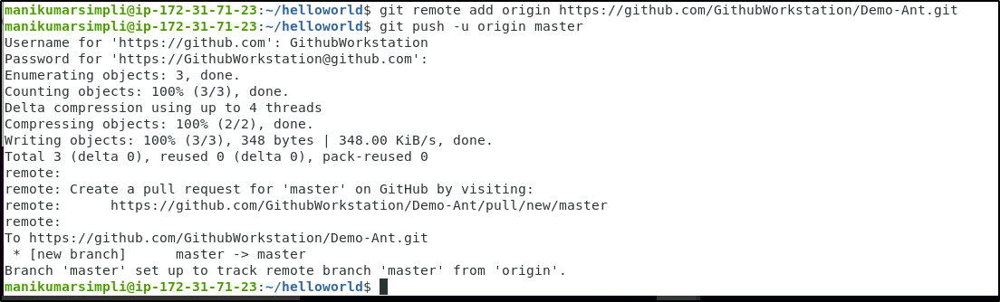 manikumarsimpli@ip-172-31-71-23:~/helloworld$ git remote add origin https://github.com/GithubWorkstation/Demo-Ant.git
manikumarsimpli@ip-172-31-71-23:~/helloworld$ git push -u origin master
Username for 'https://github.com': GithubWorkstation
Password for 'https://GithubWorkstation@github.com':
Enumerating objects: 3, done.
Counting objects: 100% (3/3), done.
Delta compression using up to 4 threads
Compressing objects: 100% (2/2), done.
Writing objects: 100% (3/3), 348 bytes | 348.00 KiB/s, done.
Total 3 (delta 0), reused 0 (delta 0), pack-reused 0
remote:
remote: Create a pull request for 'master' on GitHub by visiting:
remote:      https://github.com/GithubWorkstation/Demo-Ant/pull/new/master
remote:
To https://github.com/GithubWorkstation/Demo-Ant.git
 * [new branch]      master -> master
Branch 'master' set up to track remote branch 'master' from 'origin'.
manikumarsimpli@ip-172-31-71-23:~/helloworld$